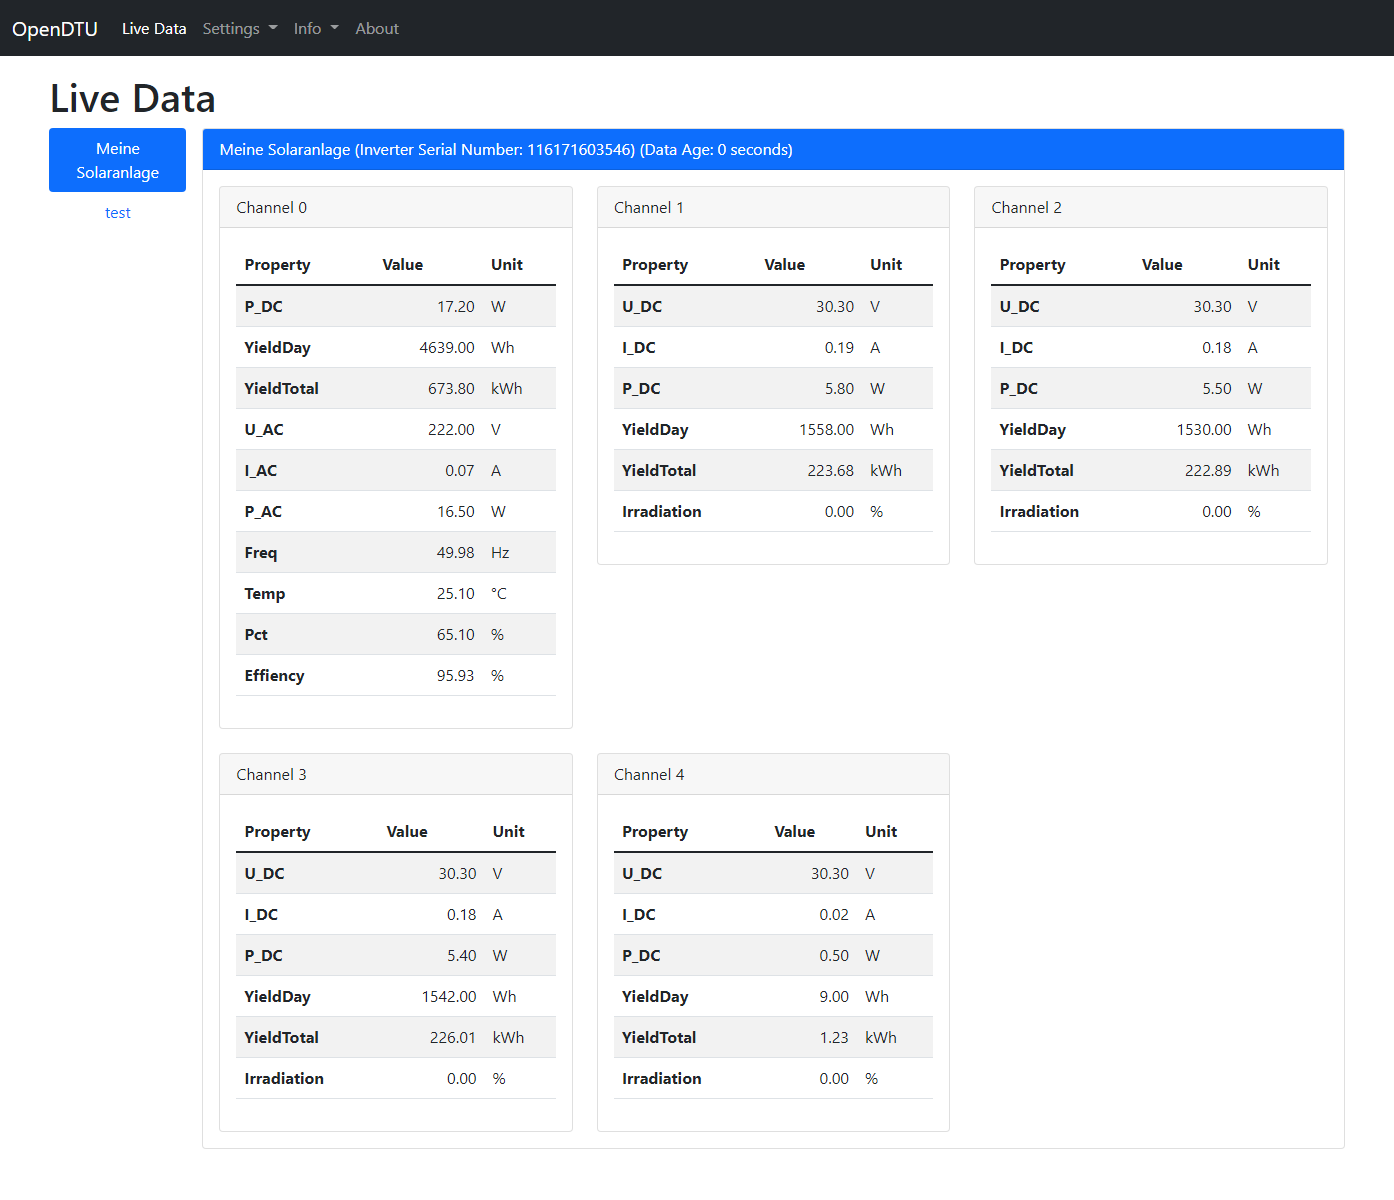 OpenDTU Live Data Settings Info About
Live Data
Meine
Solaranlage
test
Meine Solaranlage (Inverter Serial Number: 116171603546) (Data Age: 0 seconds)
Channel 0
Property Value Unit
P_DC 17.20 W
YieldDay 4639.00 Wh
YieldTotal 673.80 kWh
U_AC 222.00 V
I_AC 0.07 A
P_AC 16.50 W
Freq 49.98 Hz
Temp 25.10 °C
Pct 65.10 %
Effiency 95.93 %
Channel 1
Property Value Unit
U_DC 30.30 V
I_DC 0.19 A
P_DC 5.80 W
YieldDay 1558.00 Wh
YieldTotal 223.68 kWh
Irradiation 0.00 %
Channel 2
Property Value Unit
U_DC 30.30 V
I_DC 0.18 A
P_DC 5.50 W
YieldDay 1530.00 Wh
YieldTotal 222.89 kWh
Irradiation 0.00 %
Channel 3
Property Value Unit
U_DC 30.30 V
I_DC 0.18 A
P_DC 5.40 W
YieldDay 1542.00 Wh
YieldTotal 226.01 kWh
Irradiation 0.00 %
Channel 4
Property Value Unit
U_DC 30.30 V
I_DC 0.02 A
P_DC 0.50 W
YieldDay 9.00 Wh
YieldTotal 1.23 kWh
Irradiation 0.00 %